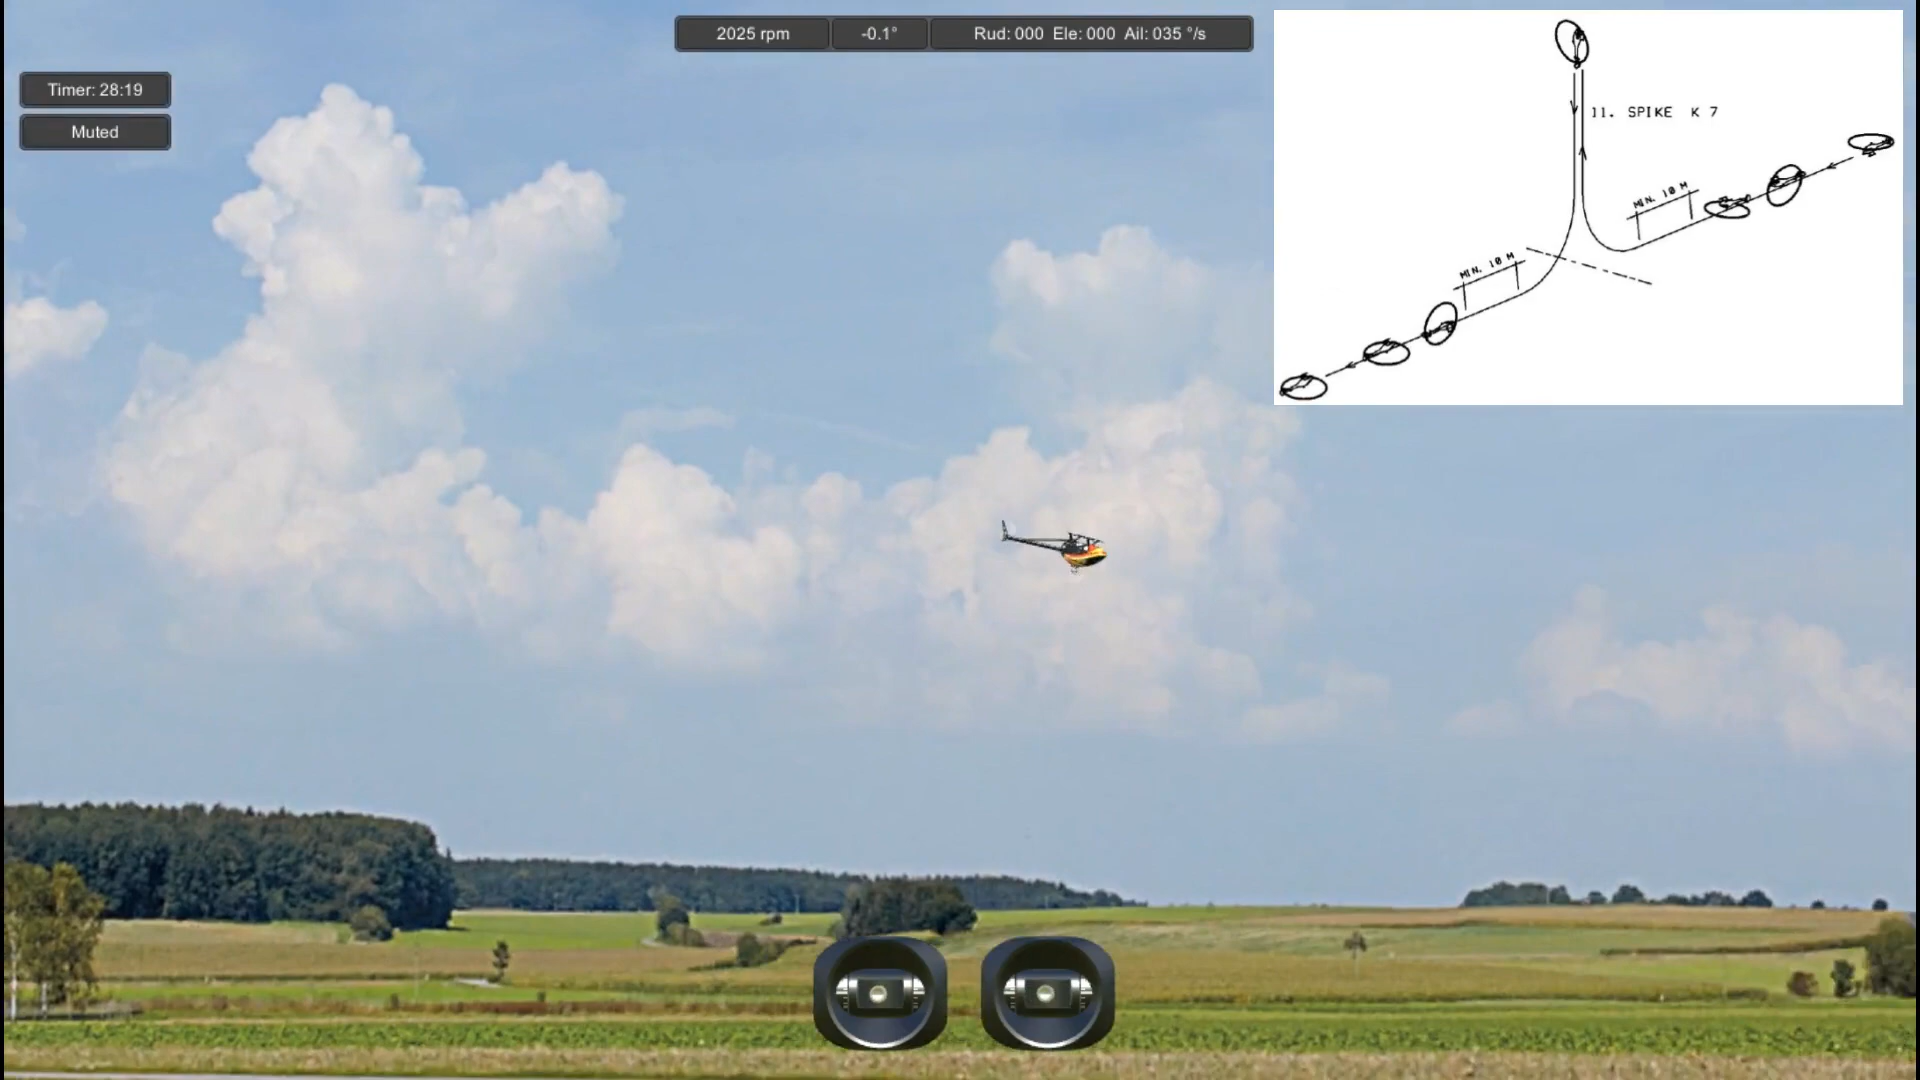 2025 rpm
-0.1°
Rud: 000 Ele: 000 Ail: 035 °/s
Timer: 28:19
Muted
11. SPIKE K 7
MIN. 10 M
MIN. 10 M